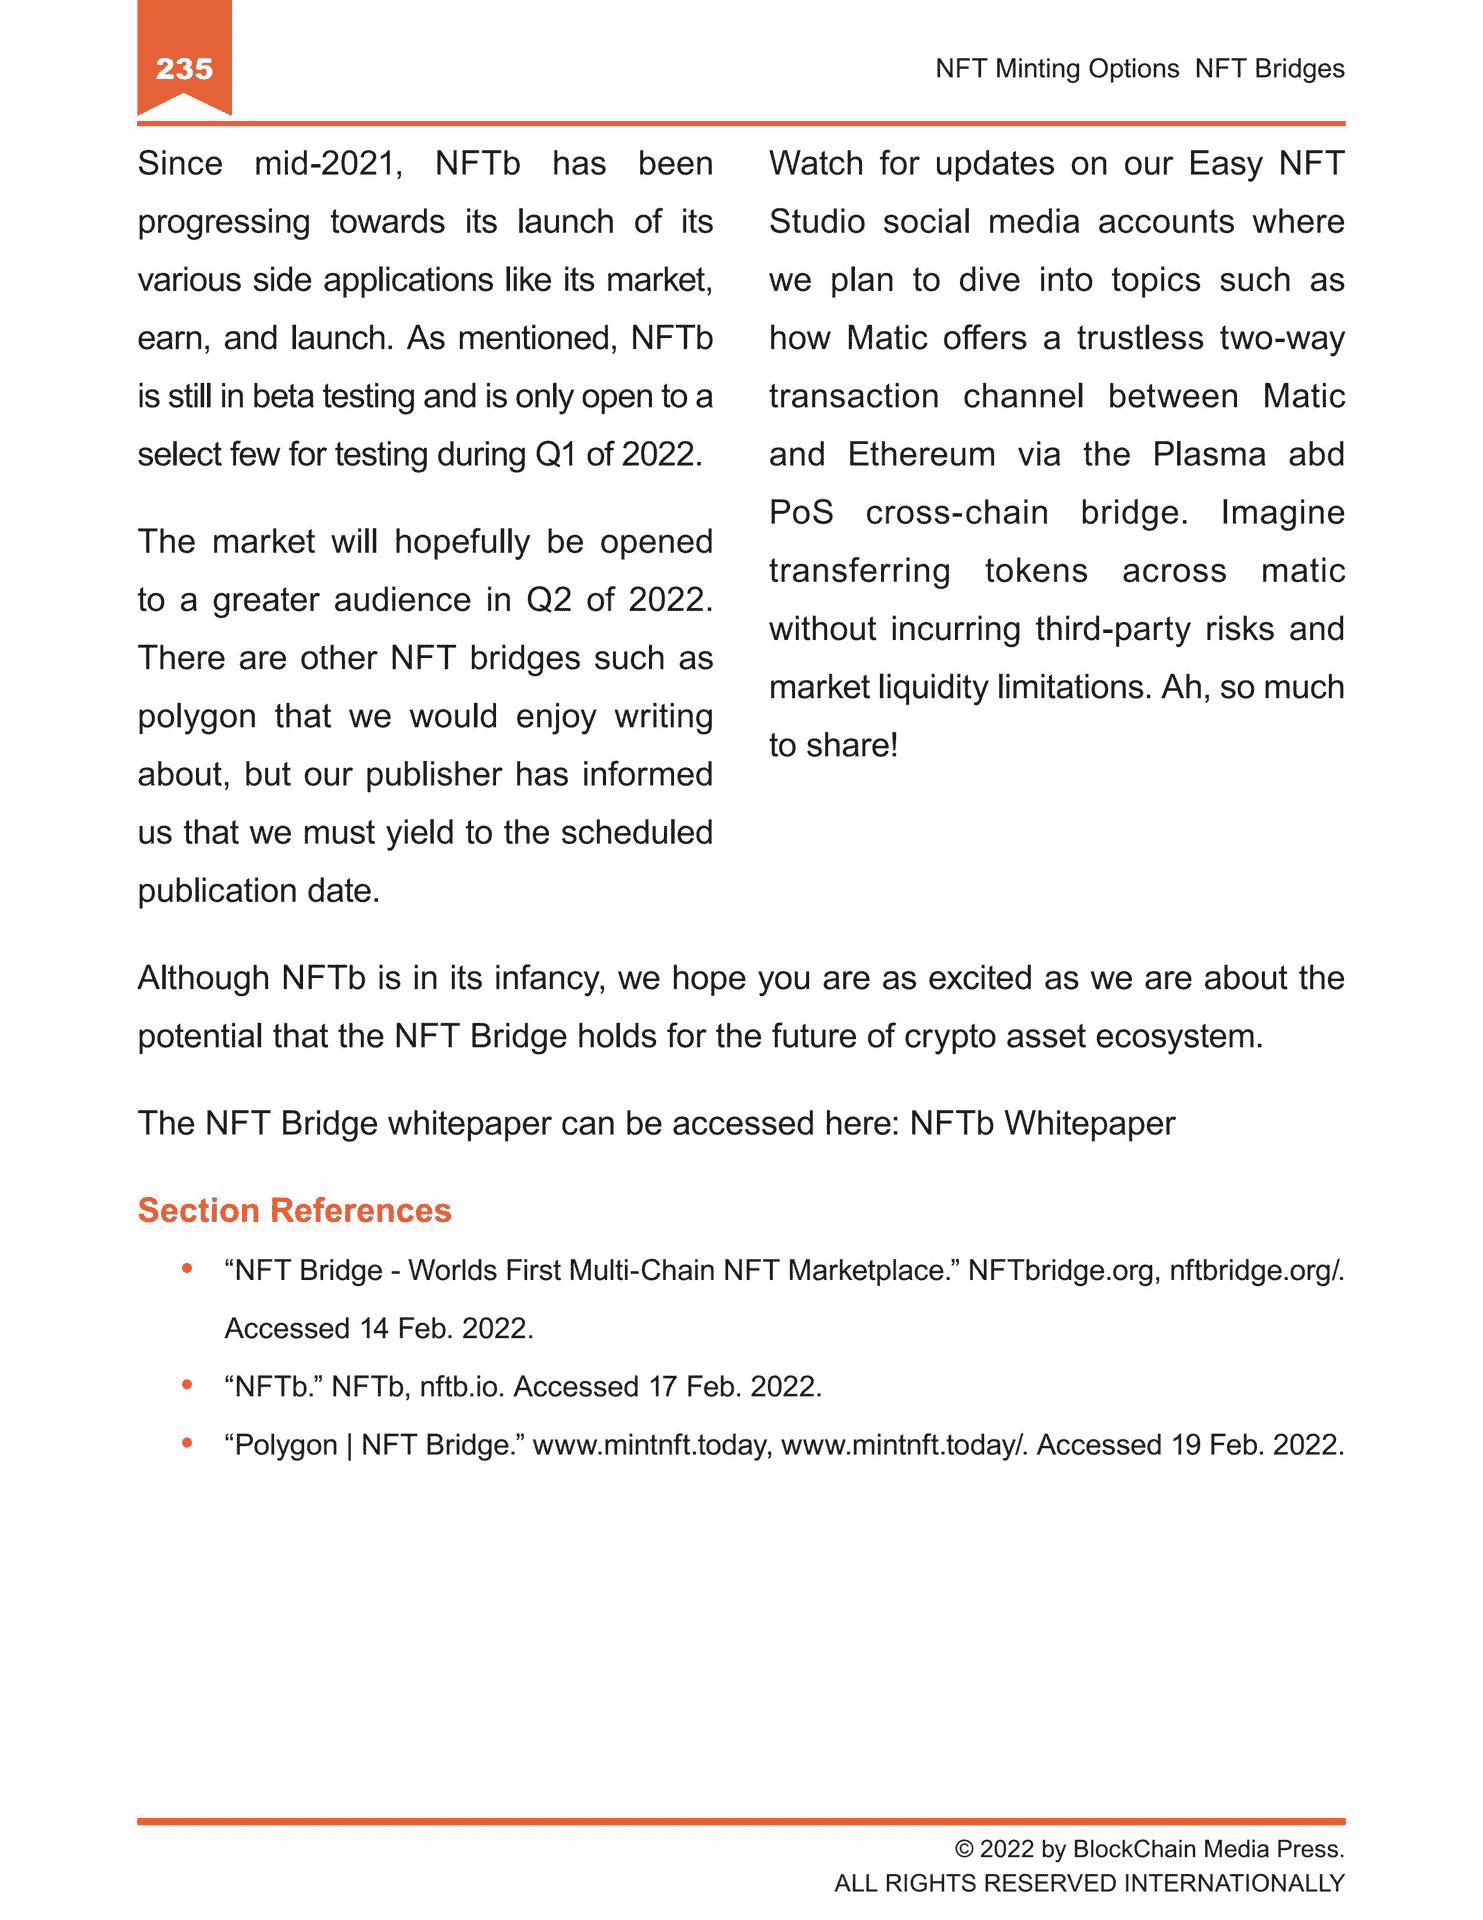 235
NFT Minting Options  NFT Bridges
Since mid-2021, NFTb has been
progressing towards its launch of its
various side applications like its market,
earn, and launch. As mentioned, NFTb
is still in beta testing and is only open to a
select few for testing during Q1 of 2022.
The market will hopefully be opened
to a greater audience in Q2 of 2022.
There are other NFT bridges such as
polygon that we would enjoy writing
about, but our publisher has informed
us that we must yield to the scheduled
publication date.
Watch for updates on our Easy NFT
Studio social media accounts where
we plan to dive into topics such as
how Matic offers a trustless two-way
transaction channel between Matic
and Ethereum via the Plasma abd
PoS cross-chain bridge. Imagine
transferring tokens across matic
without incurring third-party risks and
market liquidity limitations. Ah, so much
to share!
Although NFTb is in its infancy, we hope you are as excited as we are about the
potential that the NFT Bridge holds for the future of crypto asset ecosystem.
The NFT Bridge whitepaper can be accessed here: NFTb Whitepaper
Section References
• “NFT Bridge - Worlds First Multi-Chain NFT Marketplace.” NFTbridge.org, nftbridge.org/.
Accessed 14 Feb. 2022.
• “NFTb.” NFTb, nftb.io. Accessed 17 Feb. 2022.
• “Polygon | NFT Bridge.” www.mintnft.today, www.mintnft.today/. Accessed 19 Feb. 2022.
© 2022 by BlockChain Media Press.
ALL RIGHTS RESERVED INTERNATIONALLY